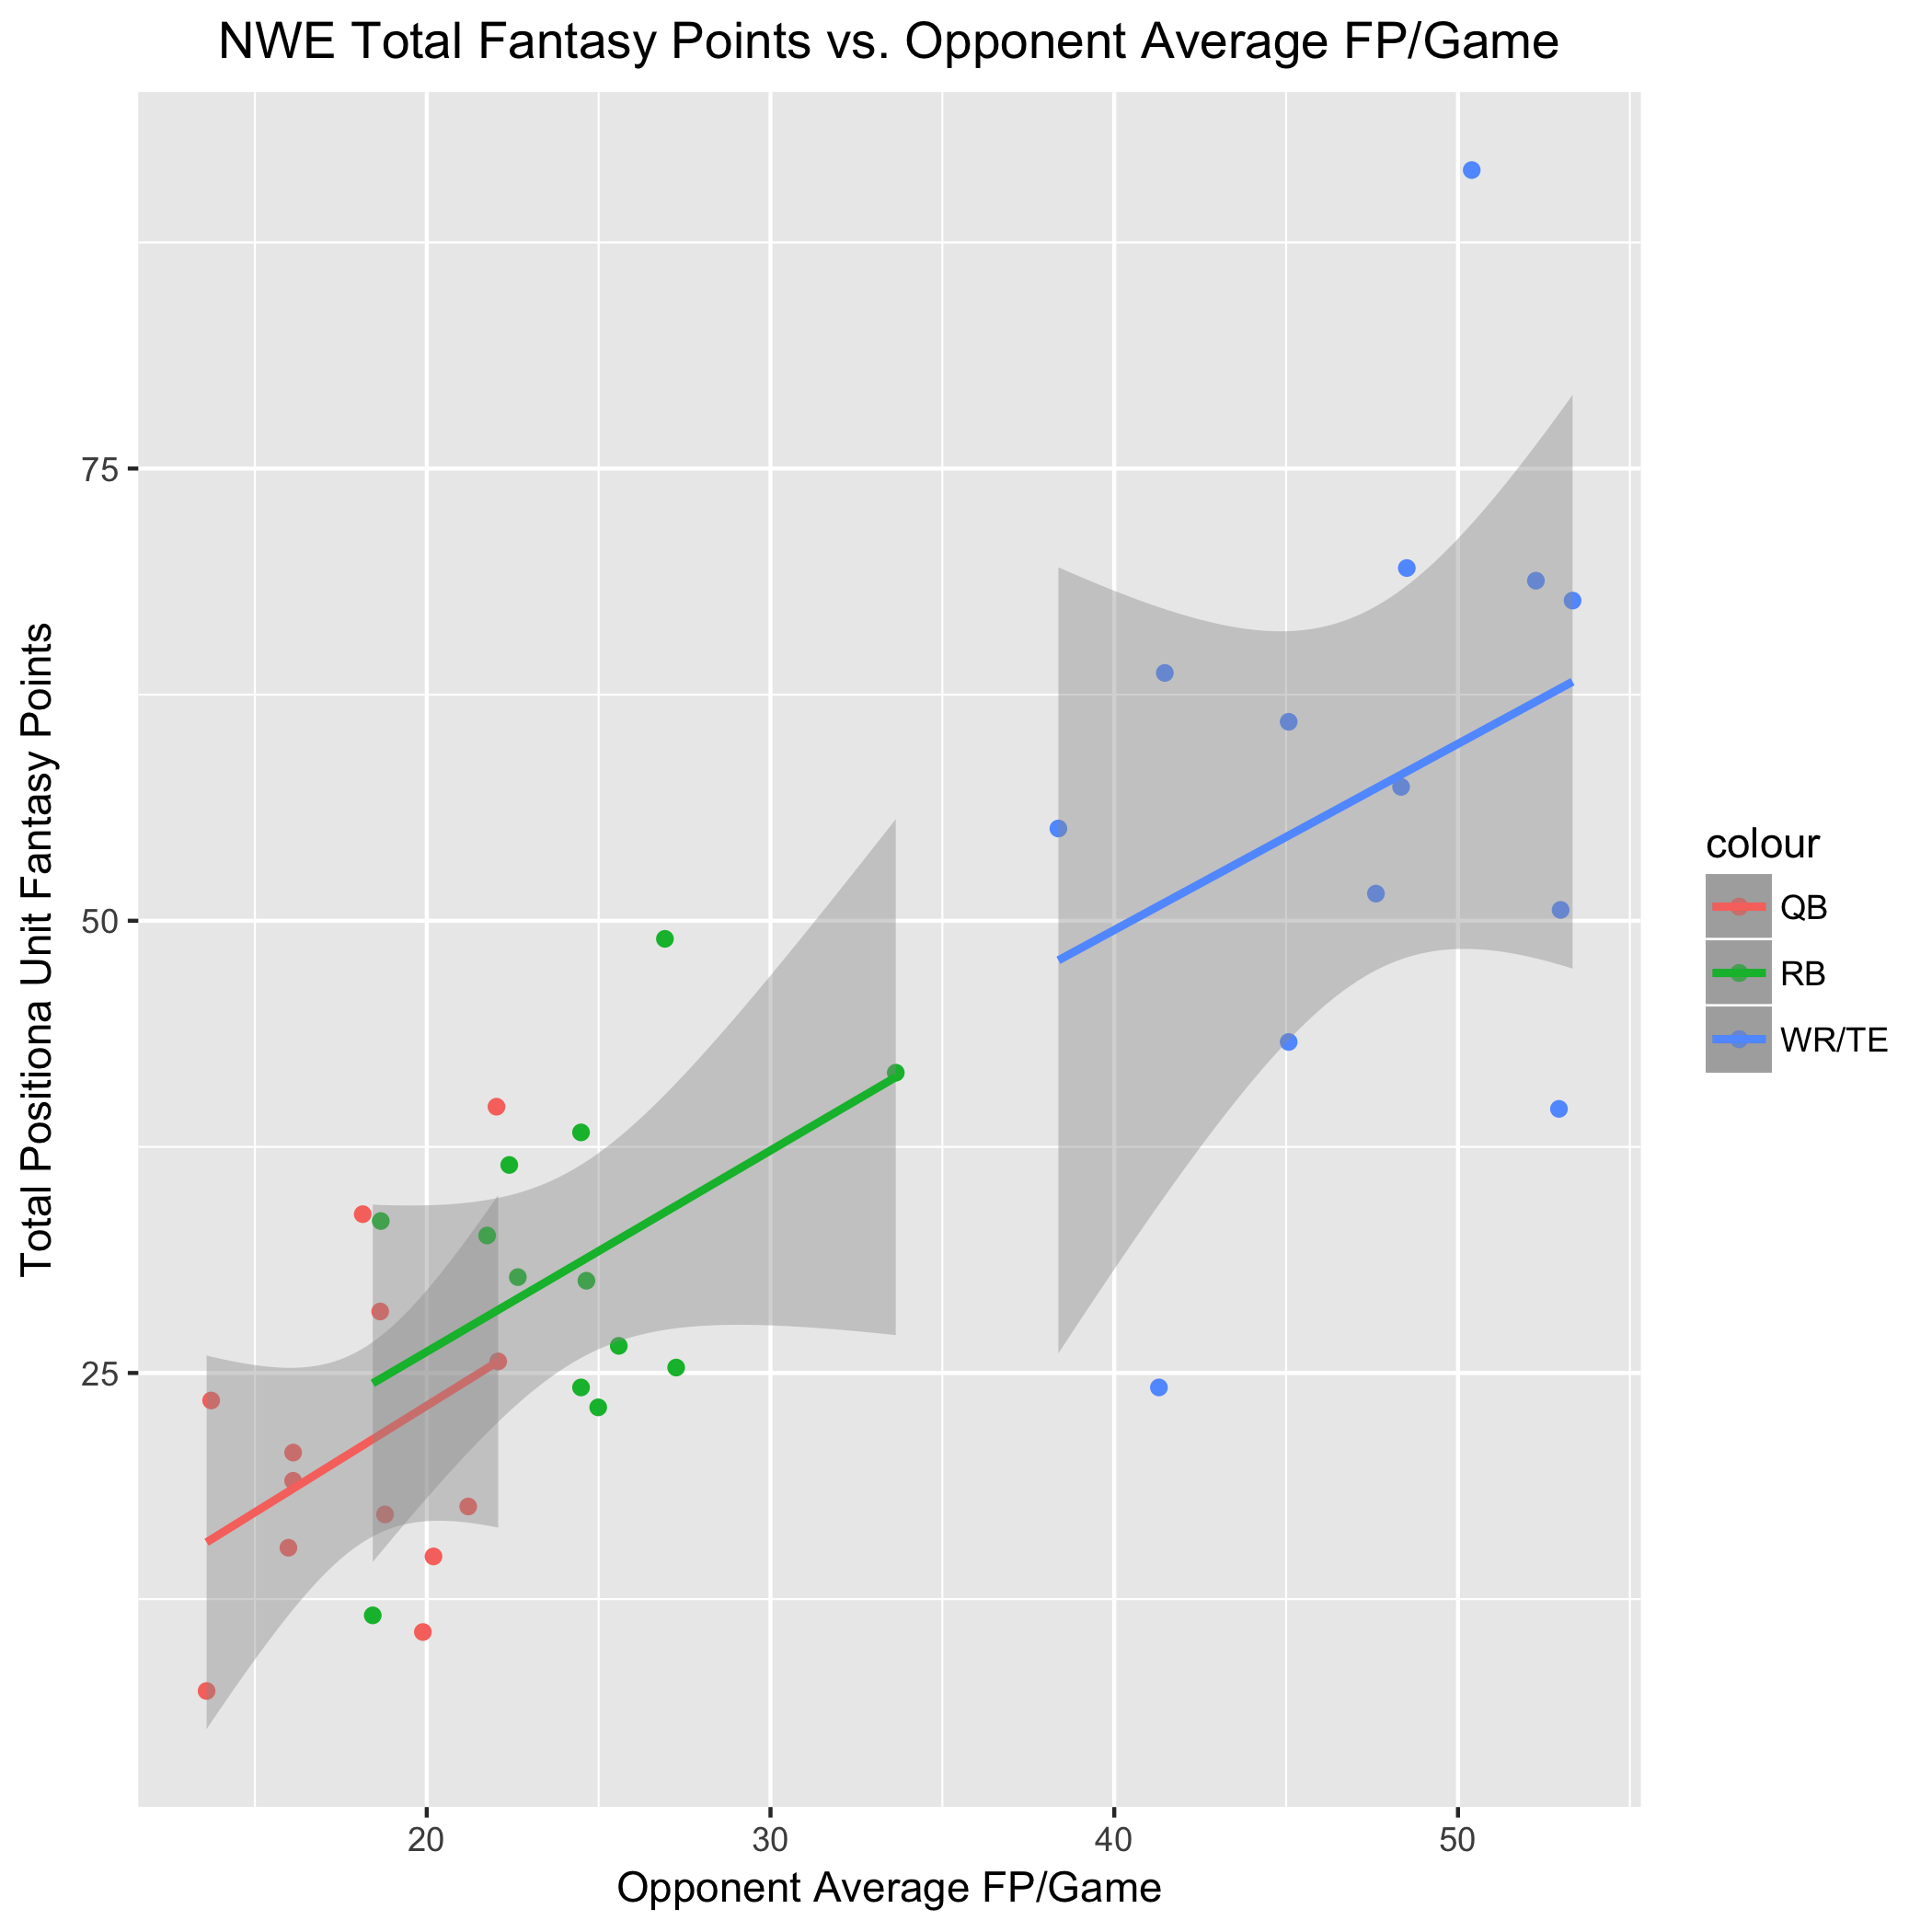 NWE Total Fantasy Points vs. Opponent Average FP/Game
Total Positiona Unit Fantasy Points
75
50
25
20
30
40
50
Opponent Average FP/Game
colour
QB
RB
WR/TE